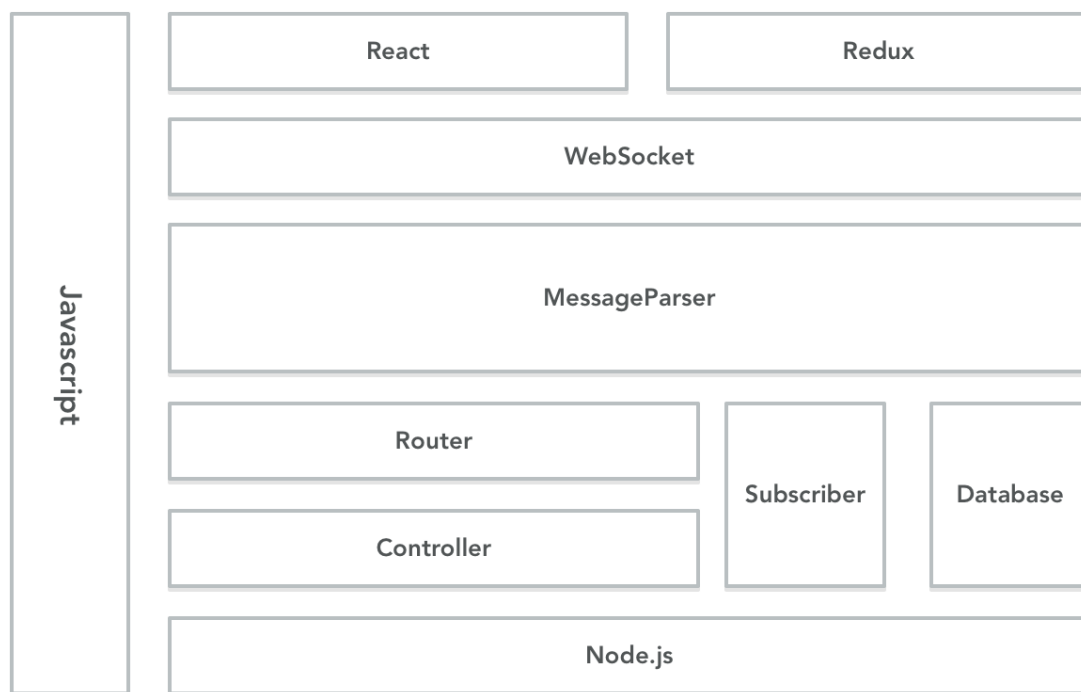 React
Redux
WebSocket
MessageParser
Javascript
Router
Subscriber
Database
Controller
Node.js